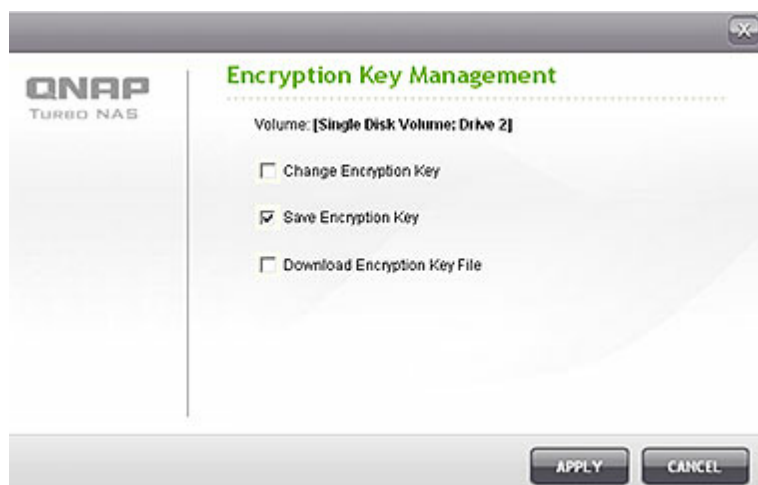 QNAP
TURBO NAS
Encryption Key Management
Volume: [Single Disk Volume: Drive 2]
Change Encryption Key
Save Encryption Key
Download Encryption Key File
APPLY
CANCEL